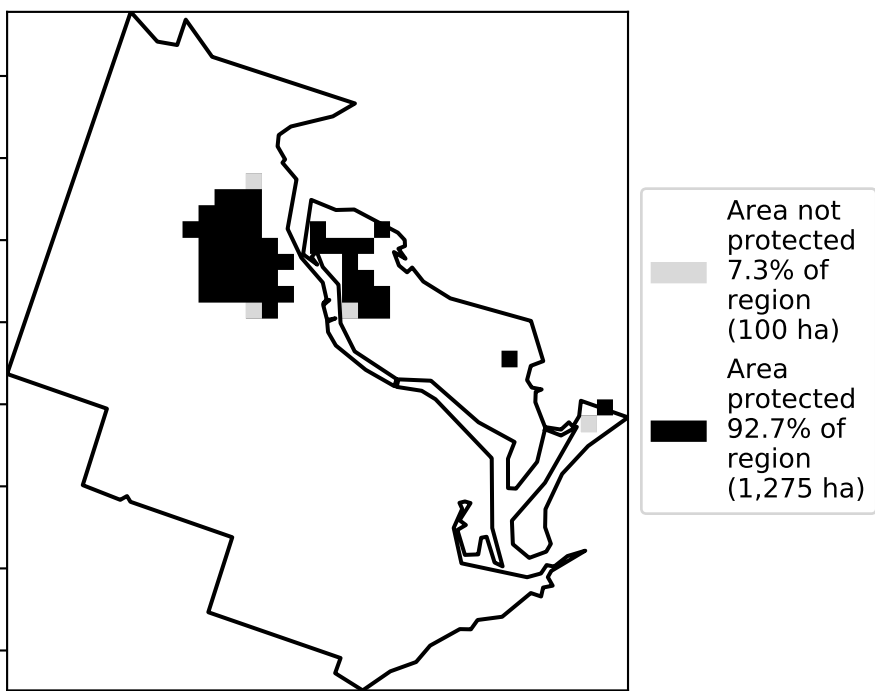 Area not
protected
7.3% of
region
(100 ha)
Area
protected
92.7% of
region
(1,275 ha)